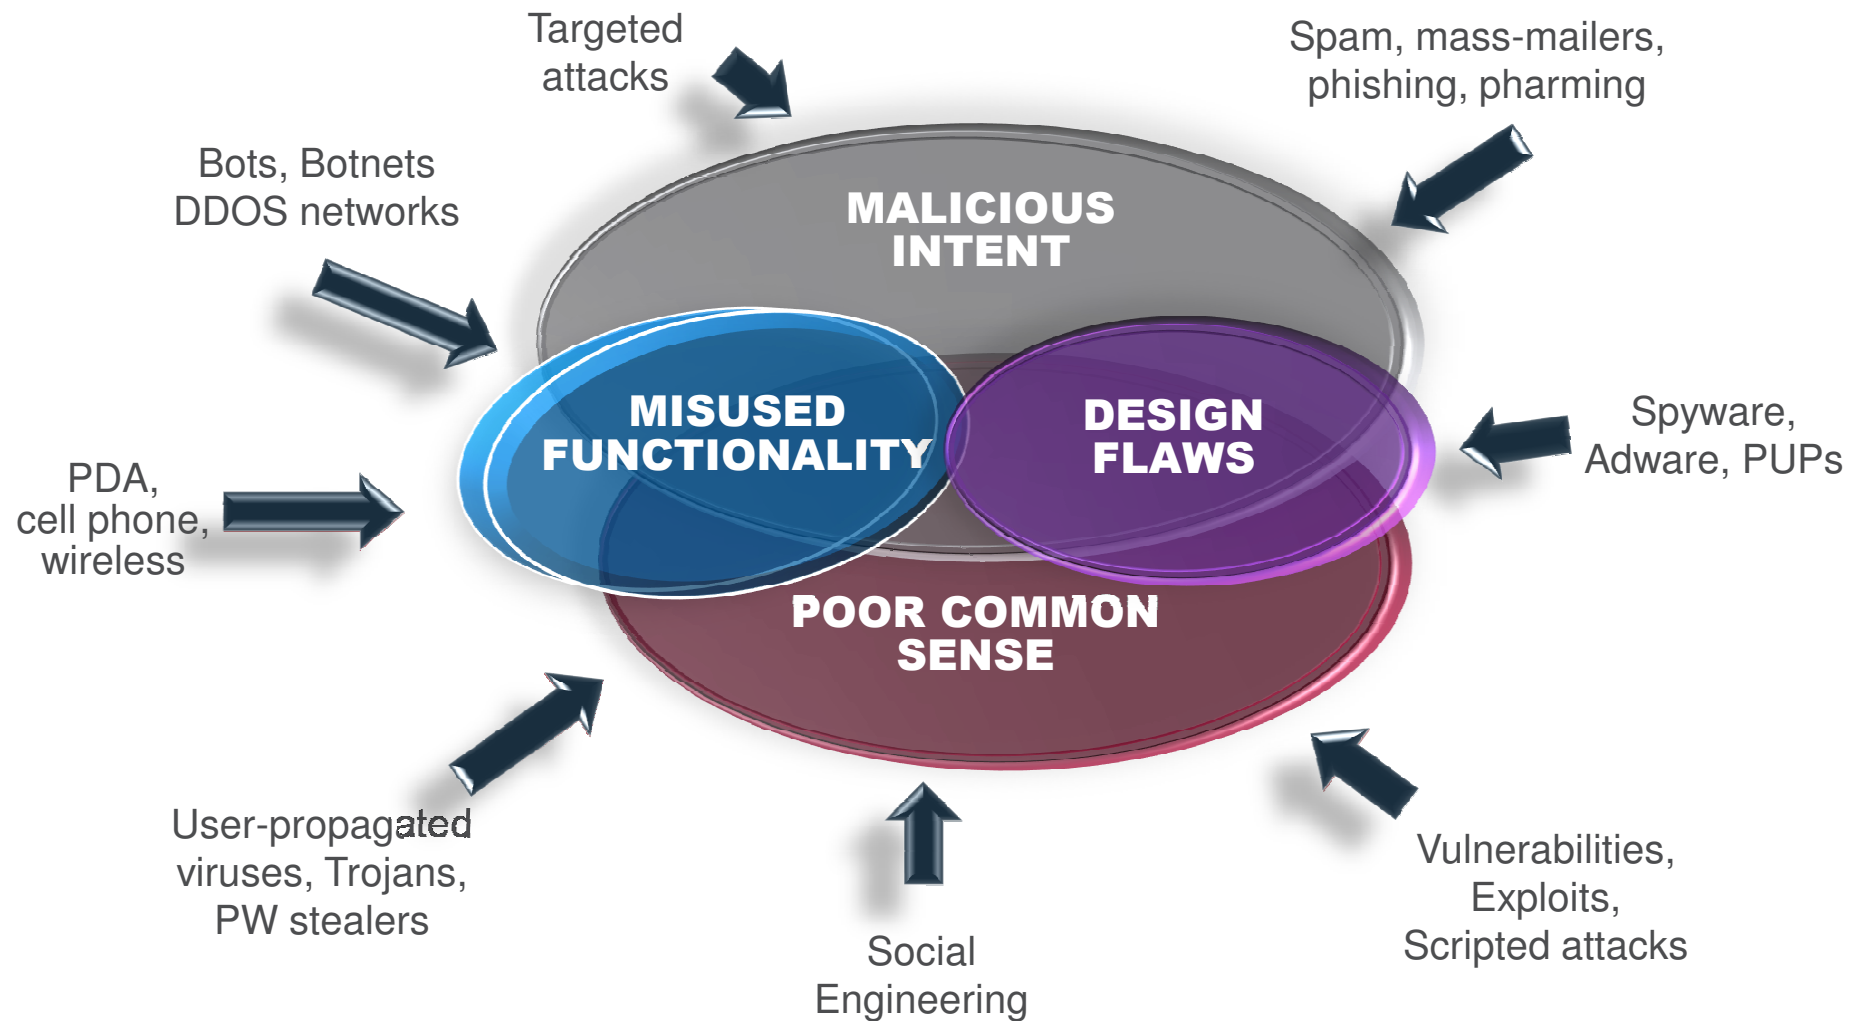 Targeted
attacks
Spam, mass-mailers,
phishing, pharming
Bots, Botnets
DDOS networks
MALICIOUS
INTENT
MISUSED
FUNCTIONALITY
DESIGN
FLAWS
Spyware,
Adware, PUPs
PDA,
cell phone,
wireless
POOR COMMON
SENSE
User-propagated
viruses, Trojans,
PW stealers
Social
Engineering
Vulnerabilities,
Exploits,
Scripted attacks